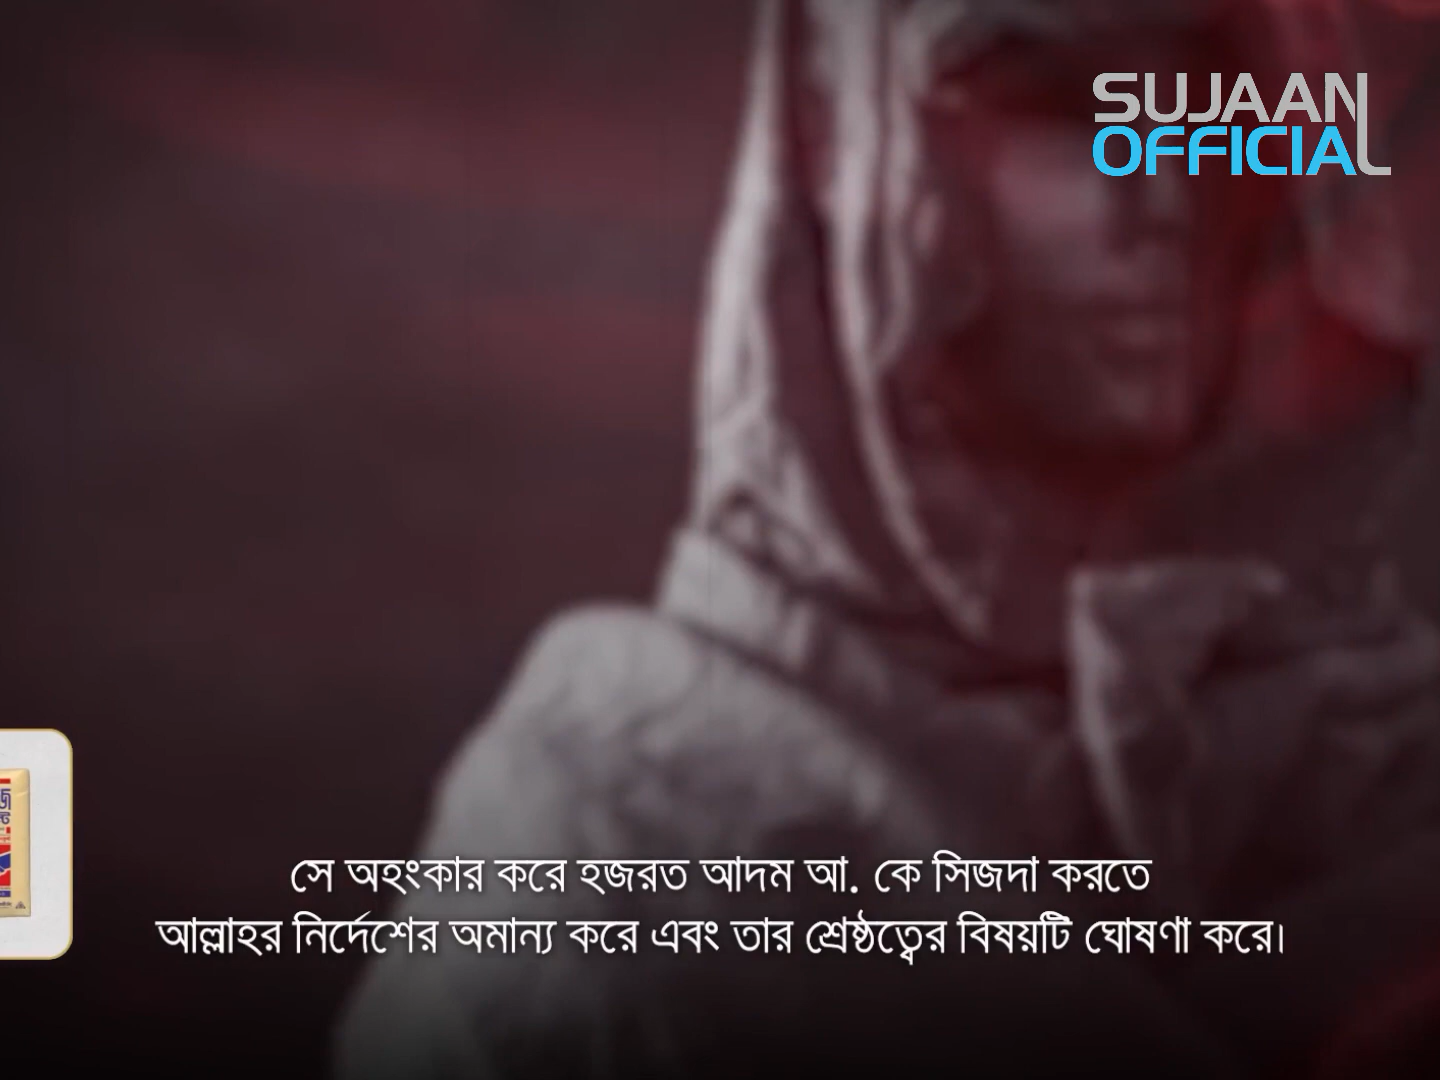 SUJAAN
OFFICIAL
সে অহংকার করে হজরত আদম আ. কে সিজদা করতে
আল্লাহর নির্দেশের অমান্য করে এবং তার শ্রেষ্ঠত্বের বিষয়টি ঘোষণা করে।